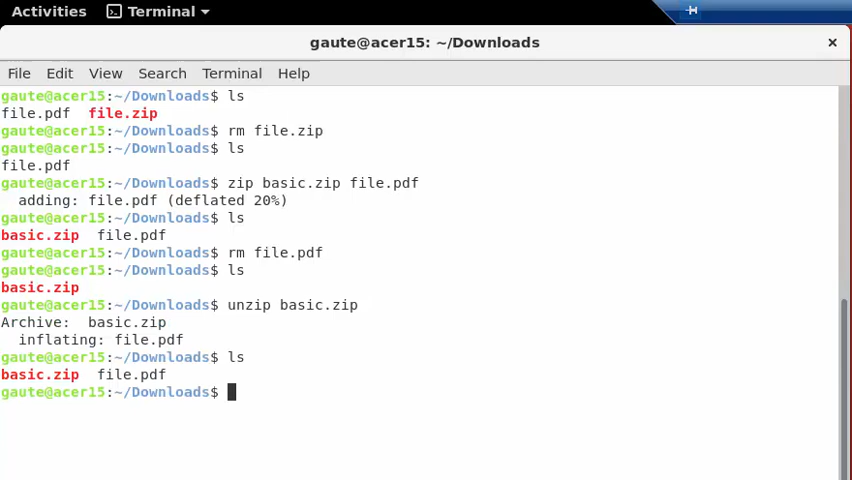 Activities Terminal
gaute@acer15: ~/Downloads ×
File Edit View Search Terminal Help
gaute@acer15:~/Downloads$ ls
file.pdf  file.zip
gaute@acer15:~/Downloads$ rm file.zip
gaute@acer15:~/Downloads$ ls
file.pdf
gaute@acer15:~/Downloads$ zip basic.zip file.pdf
  adding: file.pdf (deflated 20%)
gaute@acer15:~/Downloads$ ls
basic.zip  file.pdf
gaute@acer15:~/Downloads$ rm file.pdf
gaute@acer15:~/Downloads$ ls
basic.zip
gaute@acer15:~/Downloads$ unzip basic.zip
Archive:  basic.zip
  inflating: file.pdf
gaute@acer15:~/Downloads$ ls
basic.zip  file.pdf
gaute@acer15:~/Downloads$